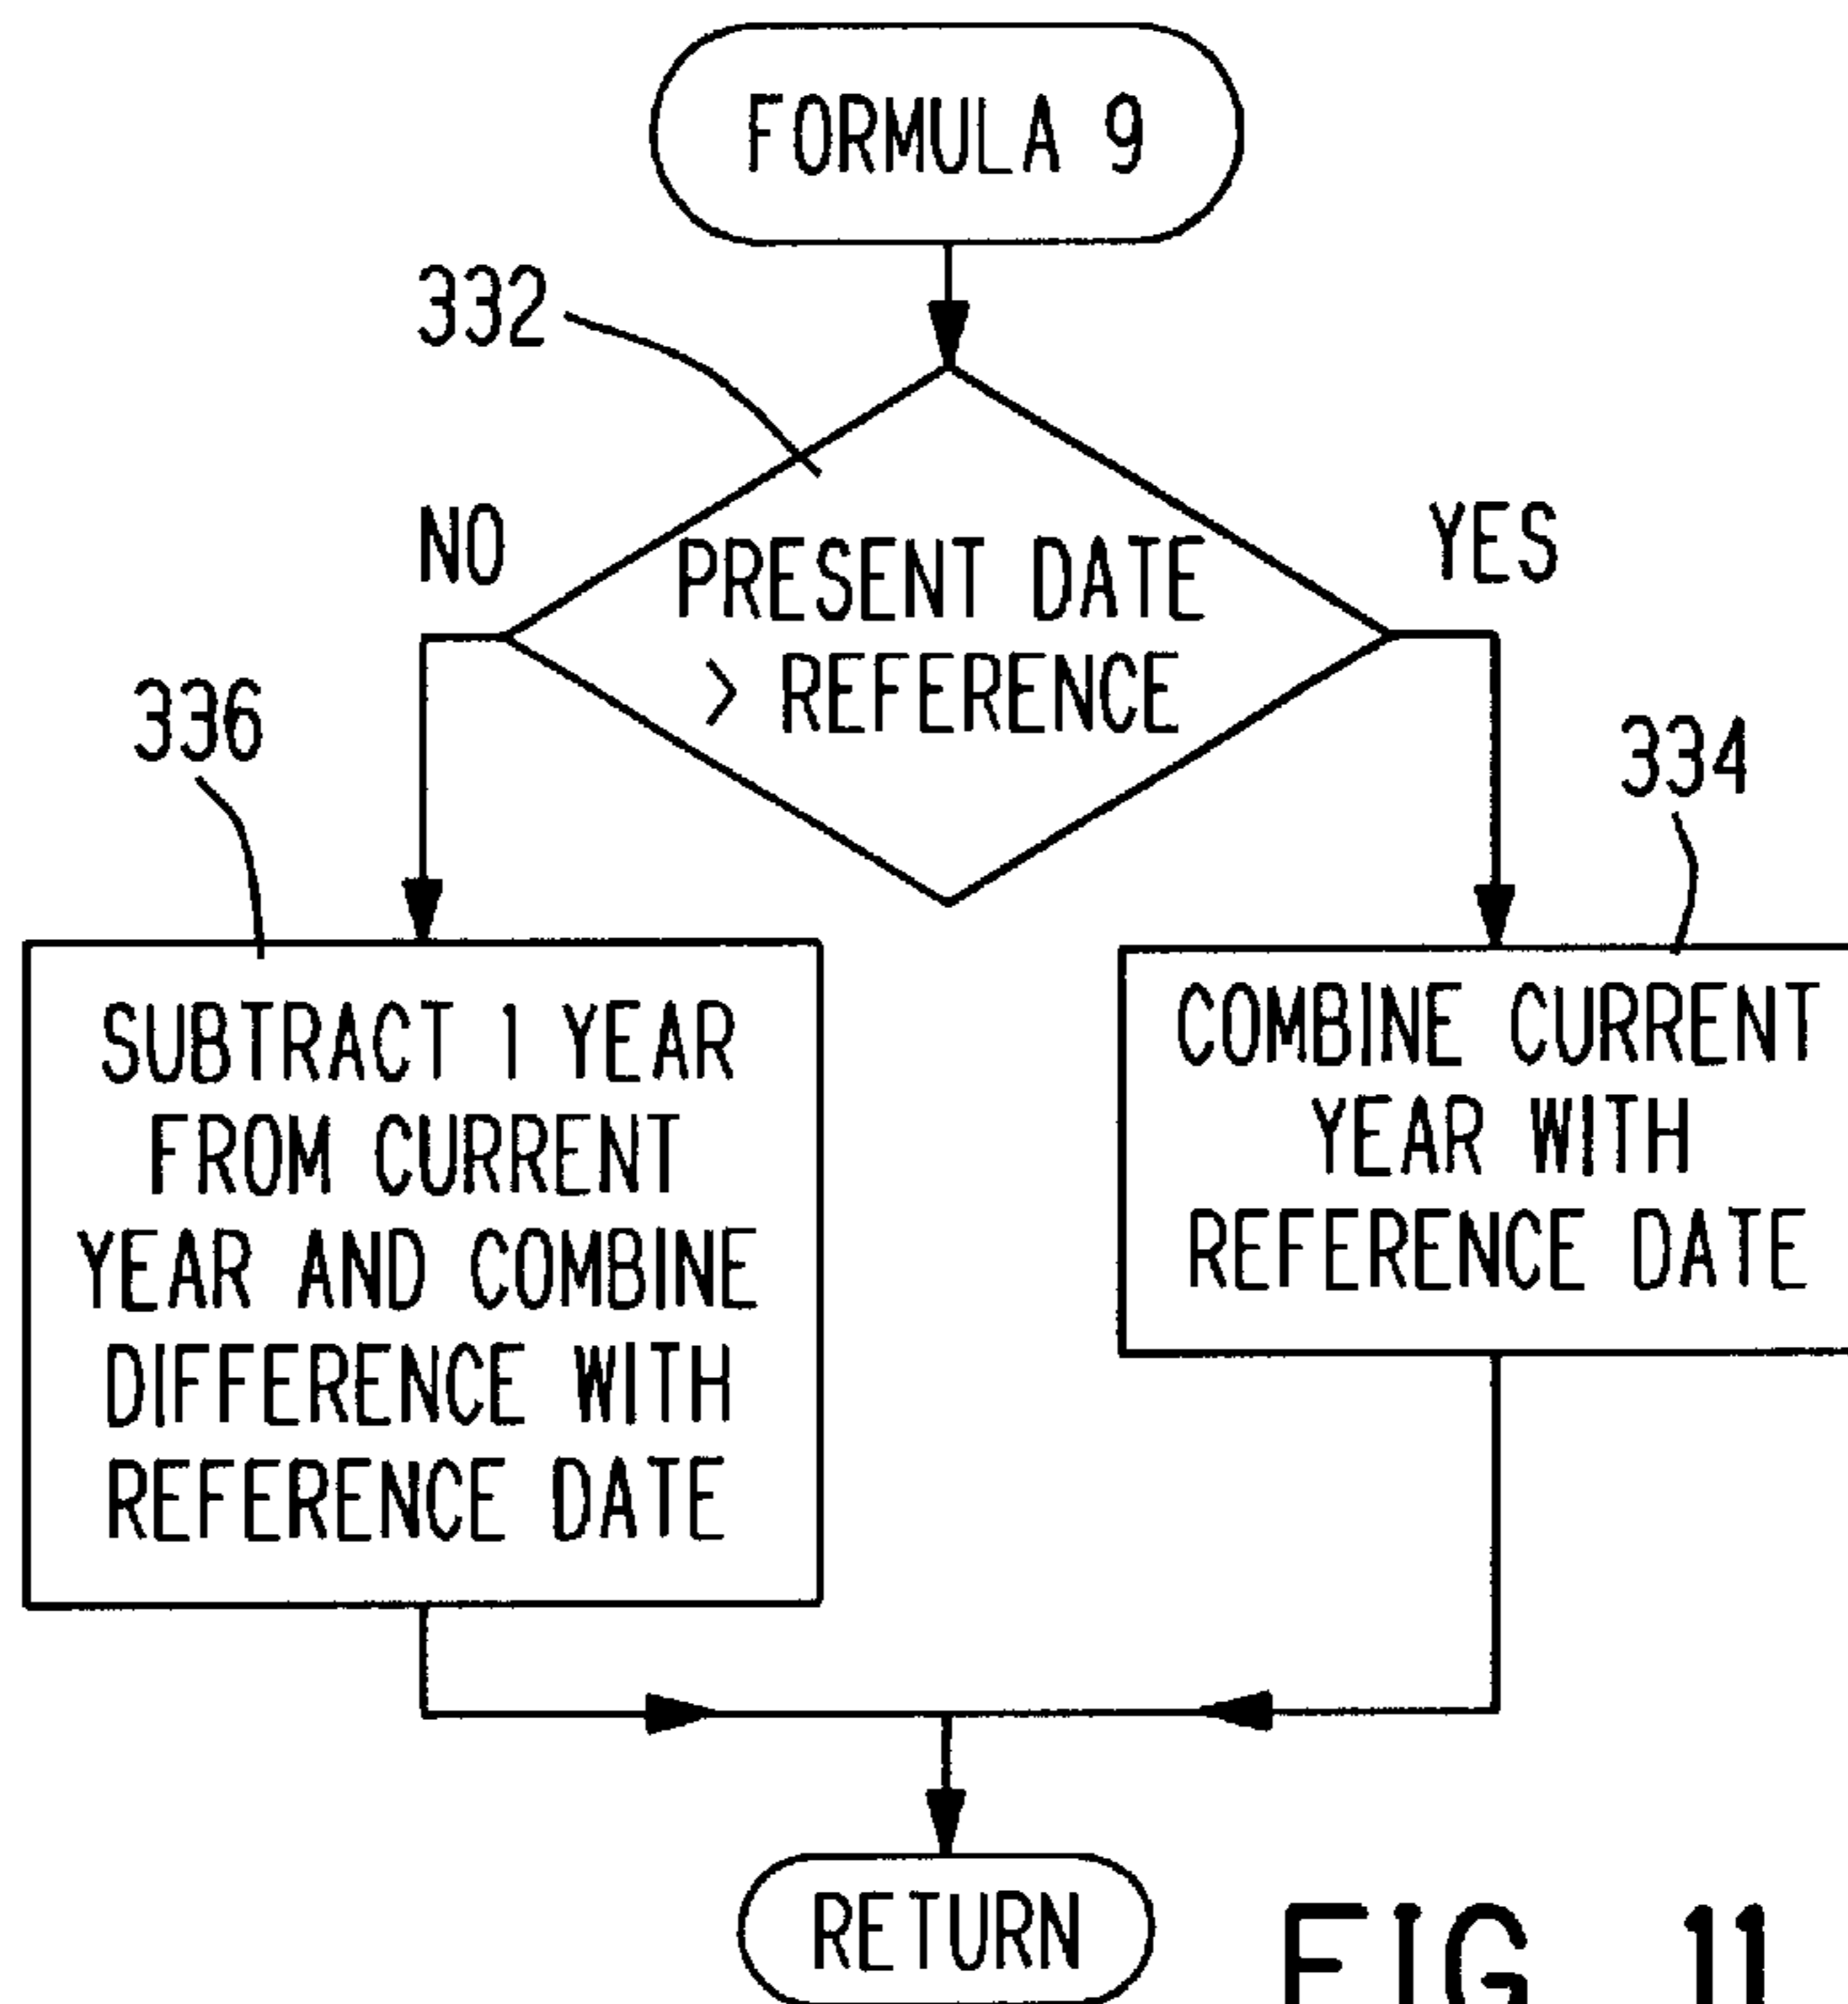 FORMULA 9
332
NO
YES
PRESENT DATE
> REFERENCE
336
334
SUBTRACT 1 YEAR
FROM CURRENT
YEAR AND COMBINE
DIFFERENCE WITH
REFERENCE DATE
COMBINE CURRENT
YEAR WITH
REFERENCE DATE
RETURN
FIG 11